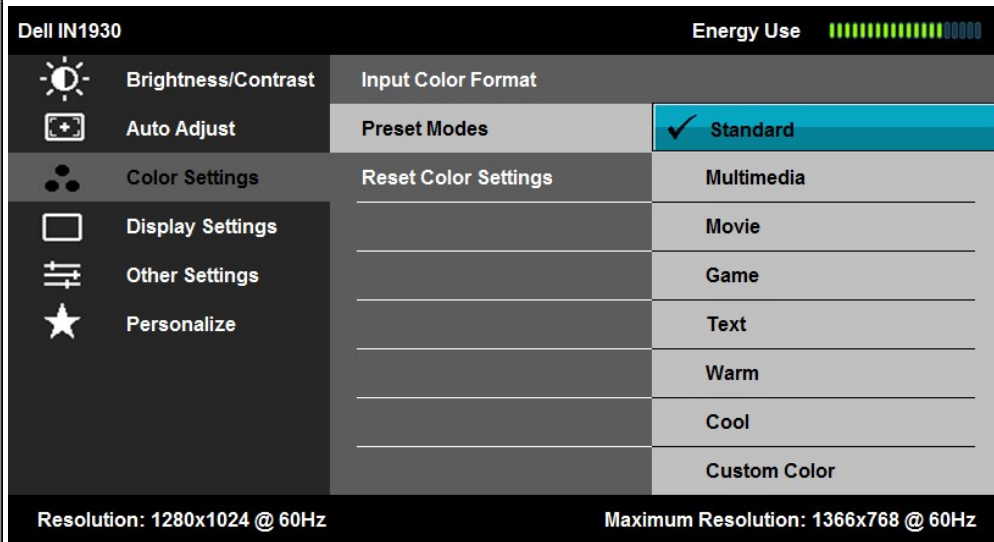 Dell IN1930 Energy Use
Brightness/Contrast Input Color Format
Auto Adjust Preset Modes Standard
Color Settings Reset Color Settings Multimedia
Display Settings Movie
Other Settings Game
Personalize Text
Warm
Cool
Custom Color
Resolution: 1280x1024 @ 60Hz Maximum Resolution: 1366x768 @ 60Hz